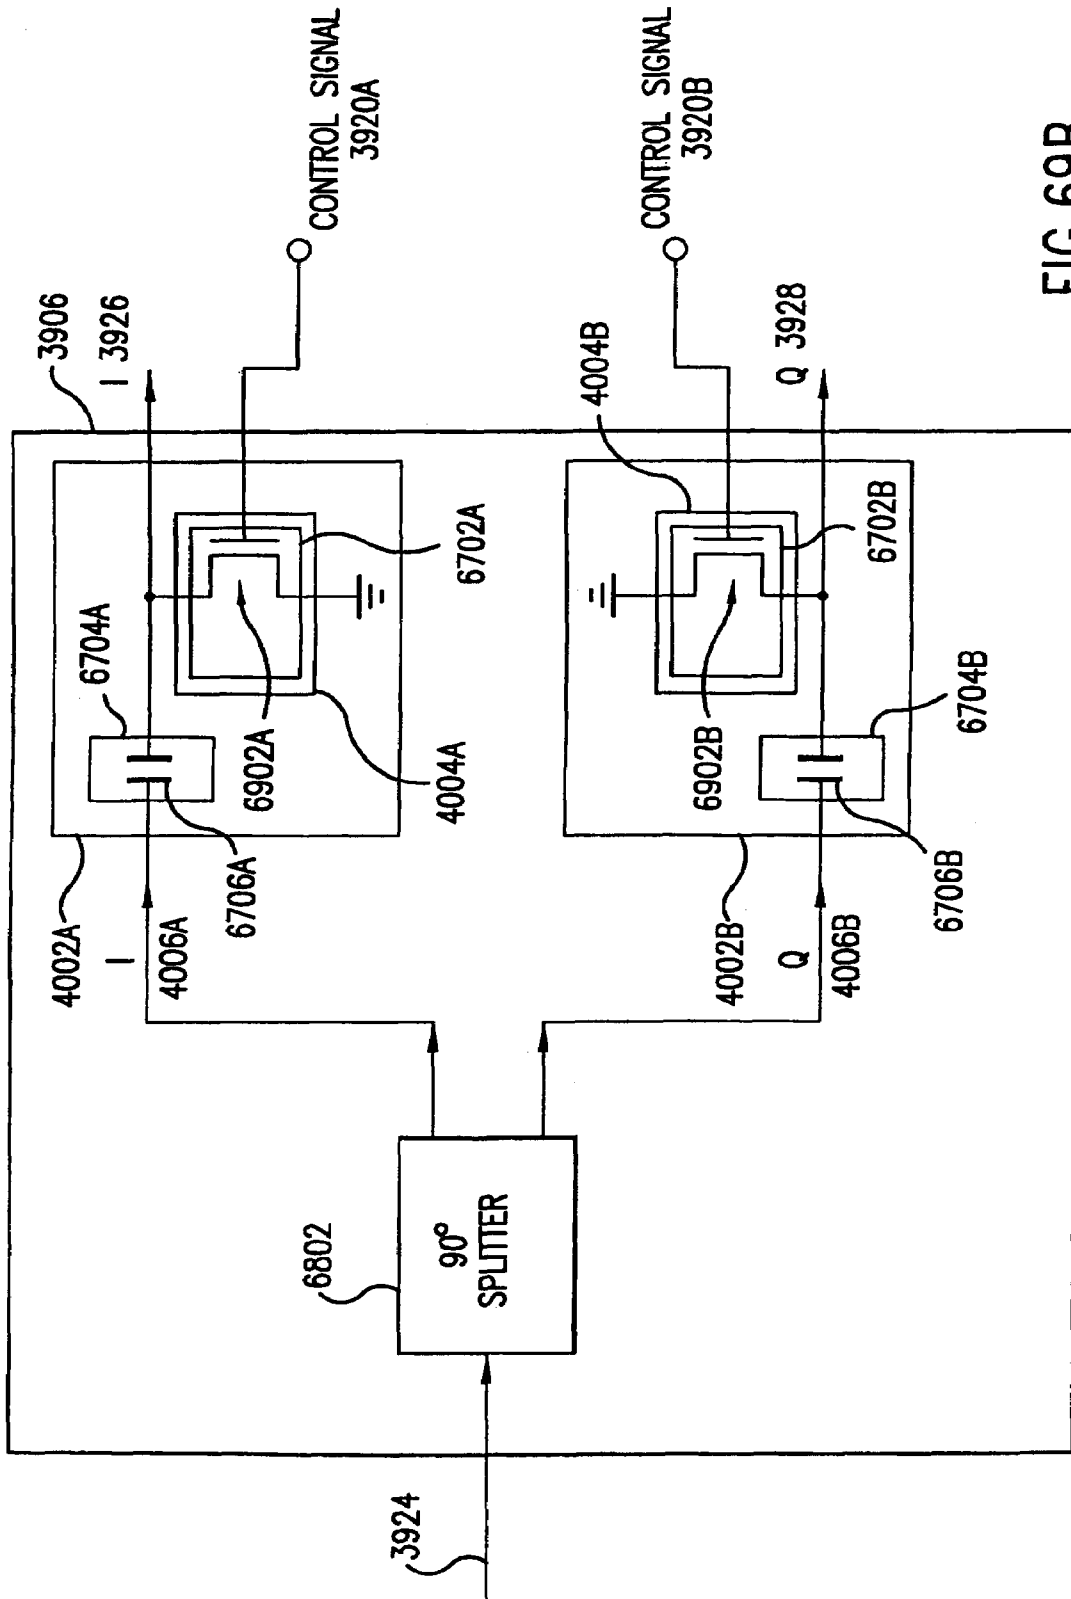 3906
I 3926
CONTROL SIGNAL
3920A
6704A
6702A
6902A
4004A
6706A
4002A
I
4006A
6802
90°
SPLITTER
3924
4004B
CONTROL SIGNAL
3920B
Q 3928
6702B
6902B
6704B
6706B
4002B
Q
4006B
FIG. 69B